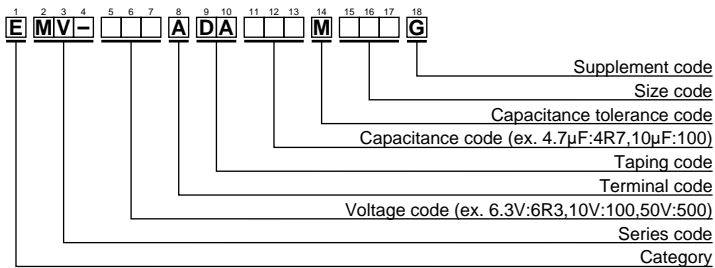 1 2 3 4 5 6 7 8 9 10 11 12 13 14 15 16 17 18
E M V – A D A M G
Supplement code
Size code
Capacitance tolerance code
Capacitance code (ex. 4.7µF:4R7,10µF:100)
Taping code
Terminal code
Voltage code (ex. 6.3V:6R3,10V:100,50V:500)
Series code
Category